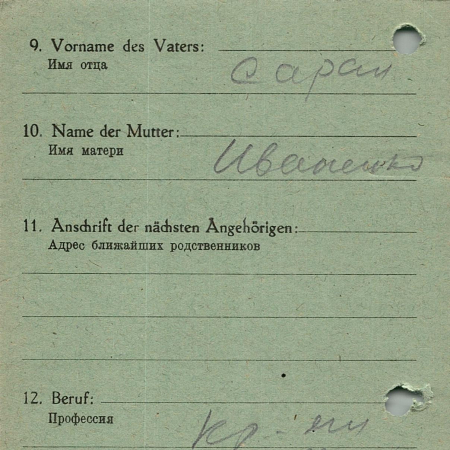 9. Vorname des Vaters:
Имя отца
10. Name der Mutter:
Имя матери
11. Anschrift der nächsten Angehörigen:
Адрес ближайших родственников
12. Beruf:
Профессия